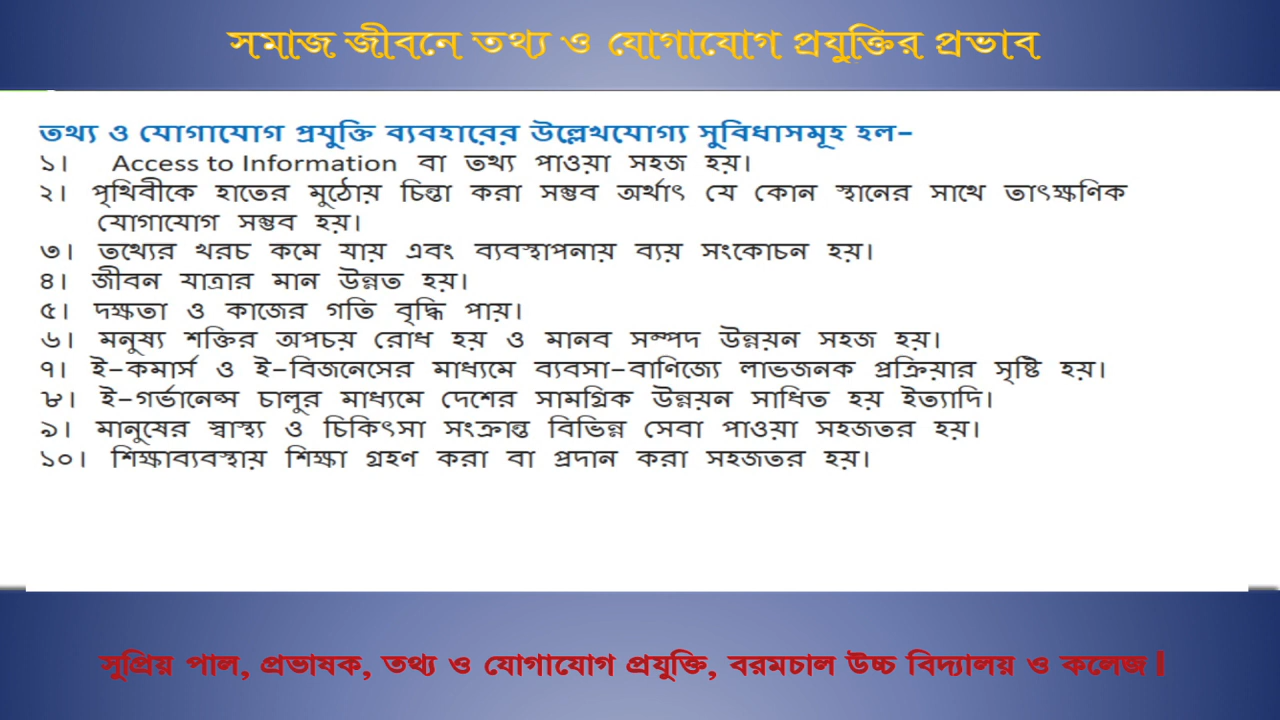 সমাজ জীবনে তথ্য ও যোগাযোগ প্রযুক্তির প্রভাব
তথ্য ও যোগাযোগ প্রযুক্তি ব্যবহারের উল্লেখযোগ্য সুবিধাসমূহ হল–
১। Access to Information বা তথ্য পাওয়া সহজ হয়।
২। পৃথিবীকে হাতের মুঠোয় চিন্তা করা সম্ভব অর্থাৎ যে কোন স্থানের সাথে তাৎক্ষণিক
যোগাযোগ সম্ভব হয়।
৩। তথ্যের খরচ কমে যায় এবং ব্যবস্থাপনায় ব্যয় সংকোচন হয়।
৪। জীবন যাত্রার মান উন্নত হয়।
৫। দক্ষতা ও কাজের গতি বৃদ্ধি পায়।
৬। মনুষ্য শক্তির অপচয় রোধ হয় ও মানব সম্পদ উন্নয়ন সহজ হয়।
৭। ই–কমার্স ও ই–বিজনেসের মাধ্যমে ব্যবসা–বাণিজ্যে লাভজনক প্রক্রিয়ার সৃষ্টি হয়।
৮। ই–গর্ভানেন্স চালুর মাধ্যমে দেশের সামগ্রিক উন্নয়ন সাধিত হয় ইত্যাদি।
৯। মানুষের স্বাস্থ্য ও চিকিৎসা সংক্রান্ত বিভিন্ন সেবা পাওয়া সহজতর হয়।
১০। শিক্ষাব্যবস্থায় শিক্ষা গ্রহণ করা বা প্রদান করা সহজতর হয়।
সুপ্রিয় পাল, প্রভাষক, তথ্য ও যোগাযোগ প্রযুক্তি, বরমচাল উচ্চ বিদ্যালয় ও কলেজ।